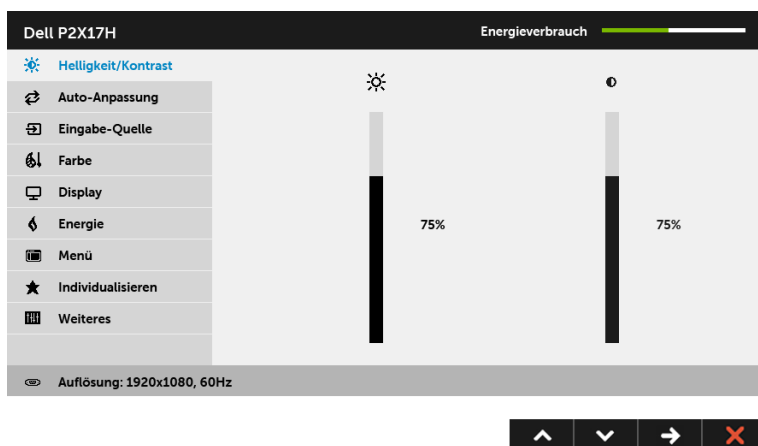 Dell P2X17H
Energieverbrauch
Helligkeit/Kontrast
Auto-Anpassung
Eingabe-Quelle
Farbe
Display
Energie
Menü
Individualisieren
Weiteres
75%
75%
Auflösung: 1920x1080, 60Hz